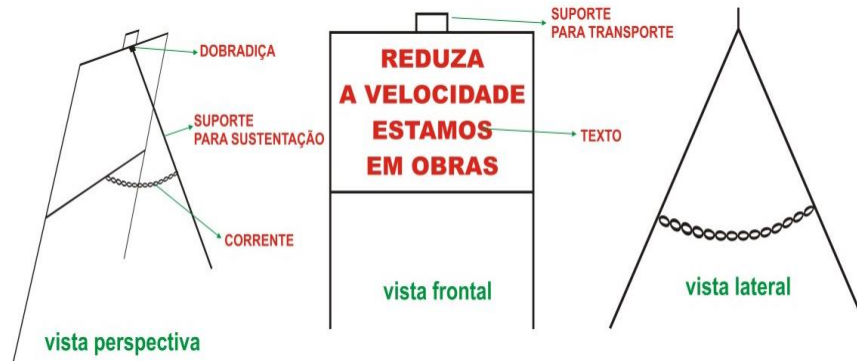 DOBRADIÇA
SUPORTE
PARA SUSTENTAÇÃO
CORRENTE
vista perspectiva
SUPORTE
PARA TRANSPORTE
REDUZA
A VELOCIDADE
ESTAMOS
EM OBRAS
TEXTO
vista frontal
vista lateral